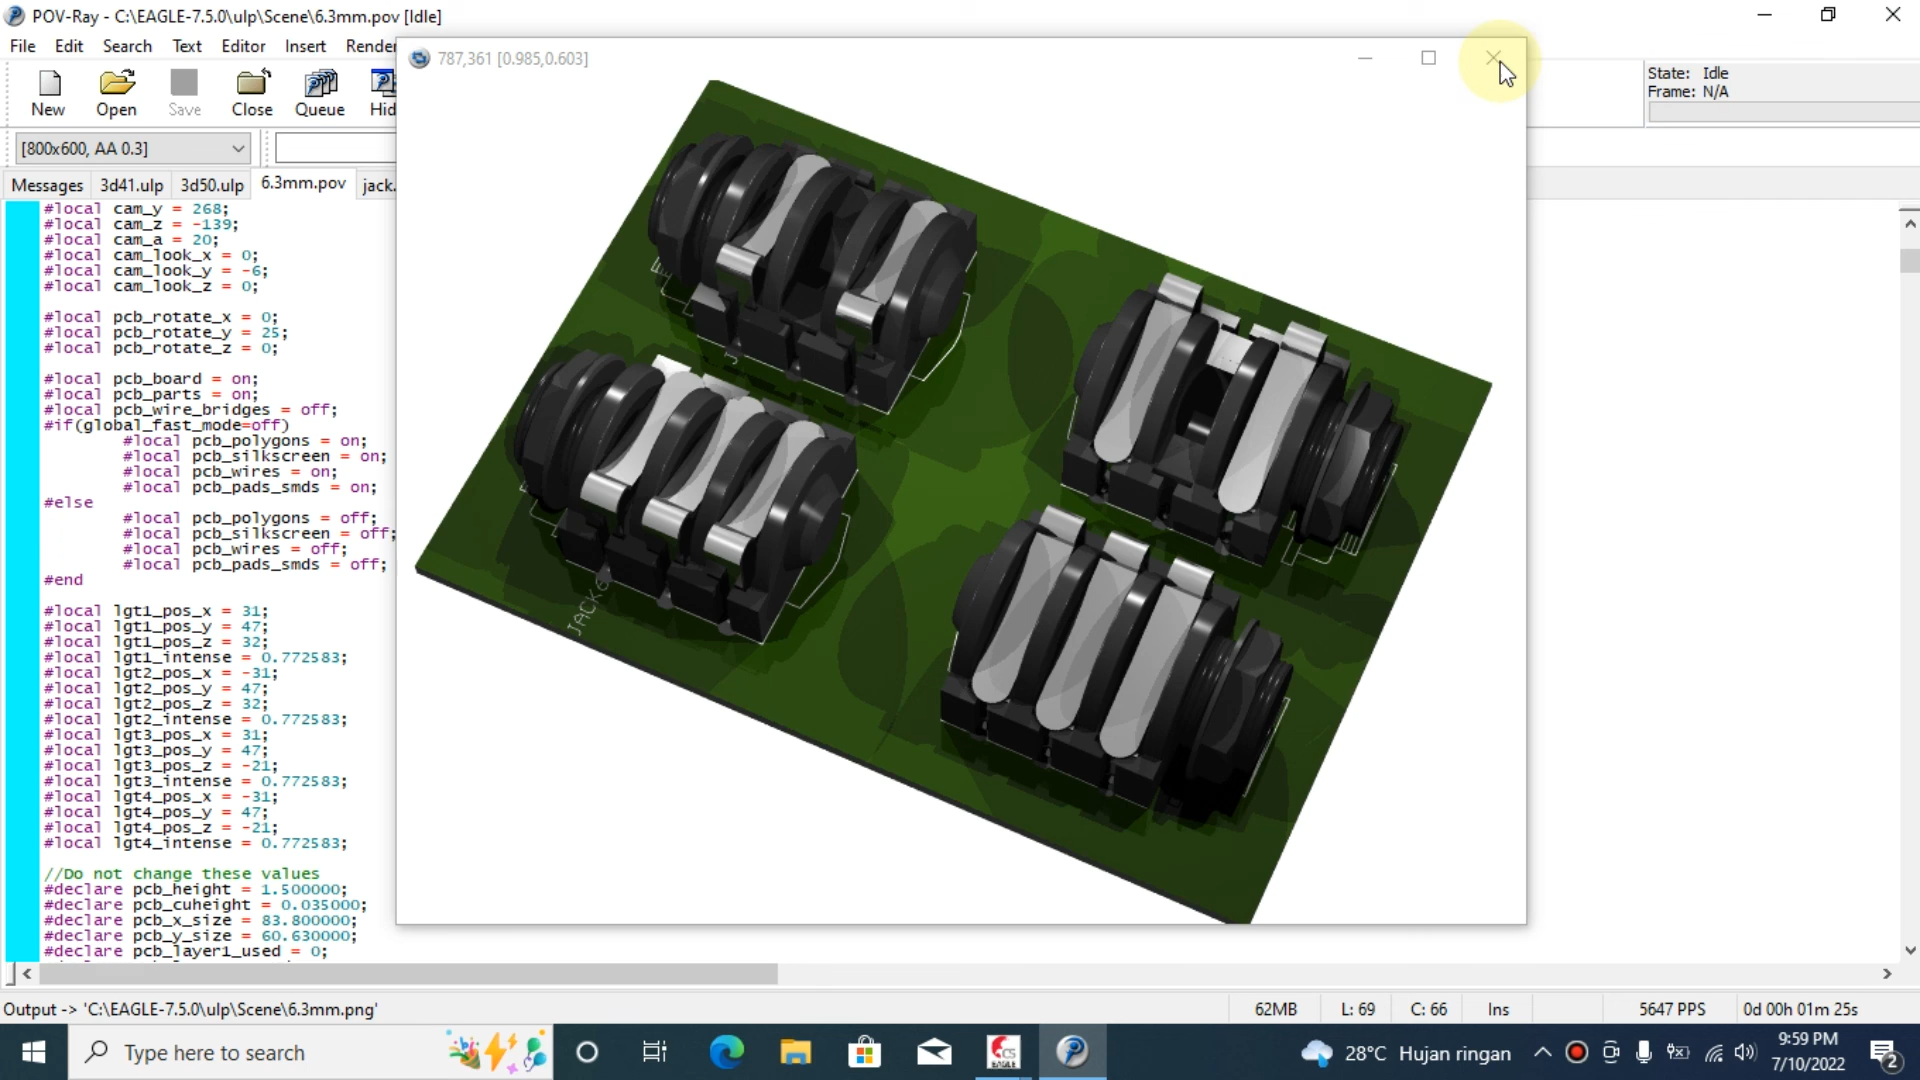 POV-Ray - C:\EAGLE-7.5.0\ulp\Scene\6.3mm.pov [Idle]
File Edit Search Text Editor Insert Render
787,361 [0.985,0.603]
New Open Save Close Queue Hid
State: Idle
Frame: N/A
[800x600, AA 0.3]
Messages 3d41.ulp 3d50.ulp 6.3mm.pov jack.
#local cam_y = 268;
#local cam_z = -139;
#local cam_a = 20;
#local cam_look_x = 0;
#local cam_look_y = -6;
#local cam_look_z = 0;
#local pcb_rotate_x = 0;
#local pcb_rotate_y = 25;
#local pcb_rotate_z = 0;
#local pcb_board = on;
#local pcb_parts = on;
#local pcb_wire_bridges = off;
#if(global_fast_mode=off)
#local pcb_polygons = on;
#local pcb_silkscreen = on;
#local pcb_wires = on;
#local pcb_pads_smds = on;
#else
#local pcb_polygons = off;
#local pcb_silkscreen = off;
#local pcb_wires = off;
#local pcb_pads_smds = off;
#end
#local lgt1_pos_x = 31;
#local lgt1_pos_y = 47;
#local lgt1_pos_z = 32;
#local lgt1_intense = 0.772583;
#local lgt2_pos_x = -31;
#local lgt2_pos_y = 47;
#local lgt2_pos_z = 32;
#local lgt2_intense = 0.772583;
#local lgt3_pos_x = 31;
#local lgt3_pos_y = 47;
#local lgt3_pos_z = -21;
#local lgt3_intense = 0.772583;
#local lgt4_pos_x = -31;
#local lgt4_pos_y = 47;
#local lgt4_pos_z = -21;
#local lgt4_intense = 0.772583;
//Do not change these values
#declare pcb_height = 1.500000;
#declare pcb_cuheight = 0.035000;
#declare pcb_x_size = 83.800000;
#declare pcb_y_size = 60.630000;
#declare pcb_layer1_used = 0;
JACK6
Output -> 'C:\EAGLE-7.5.0\ulp\Scene\6.3mm.png' 62MB L: 69 C: 66 Ins 5647 PPS 0d 00h 01m 25s
Type here to search
CS
EAGLE
28°C Hujan ringan
9:59 PM
7/10/2022
2